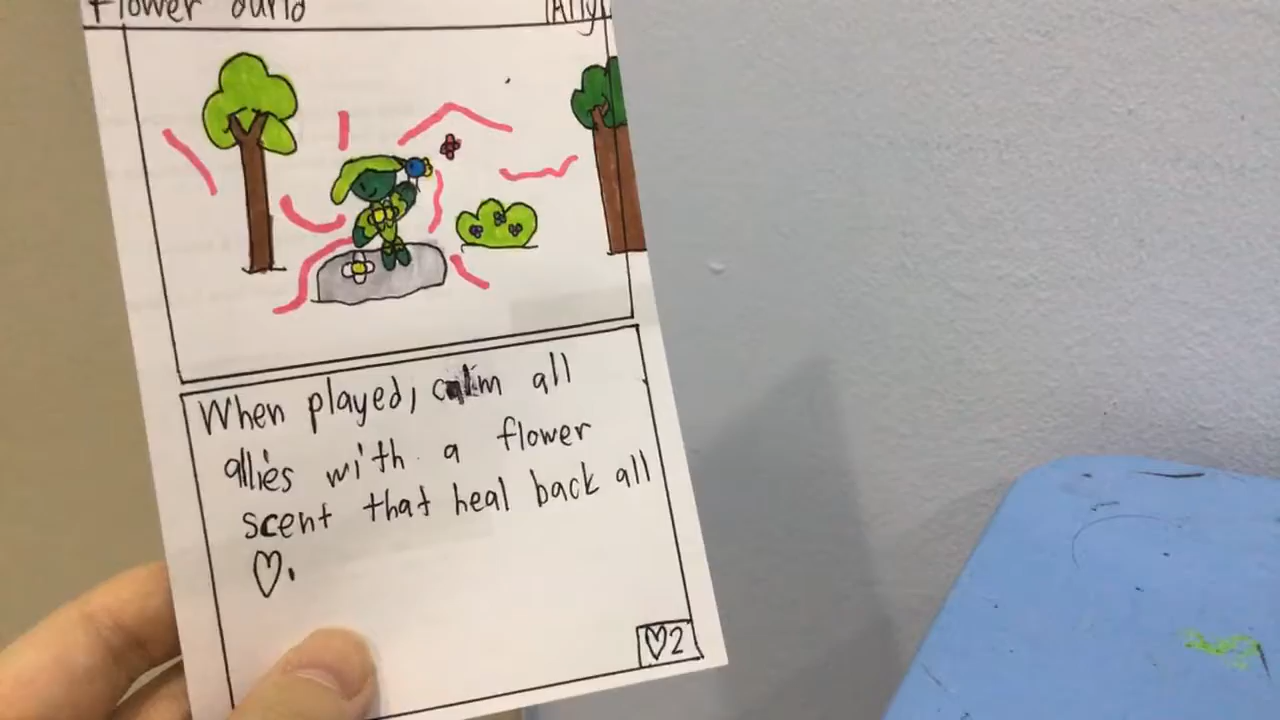 Flower
When played, calm all
allies with a flower
scent that heal back all
♡.
♡2